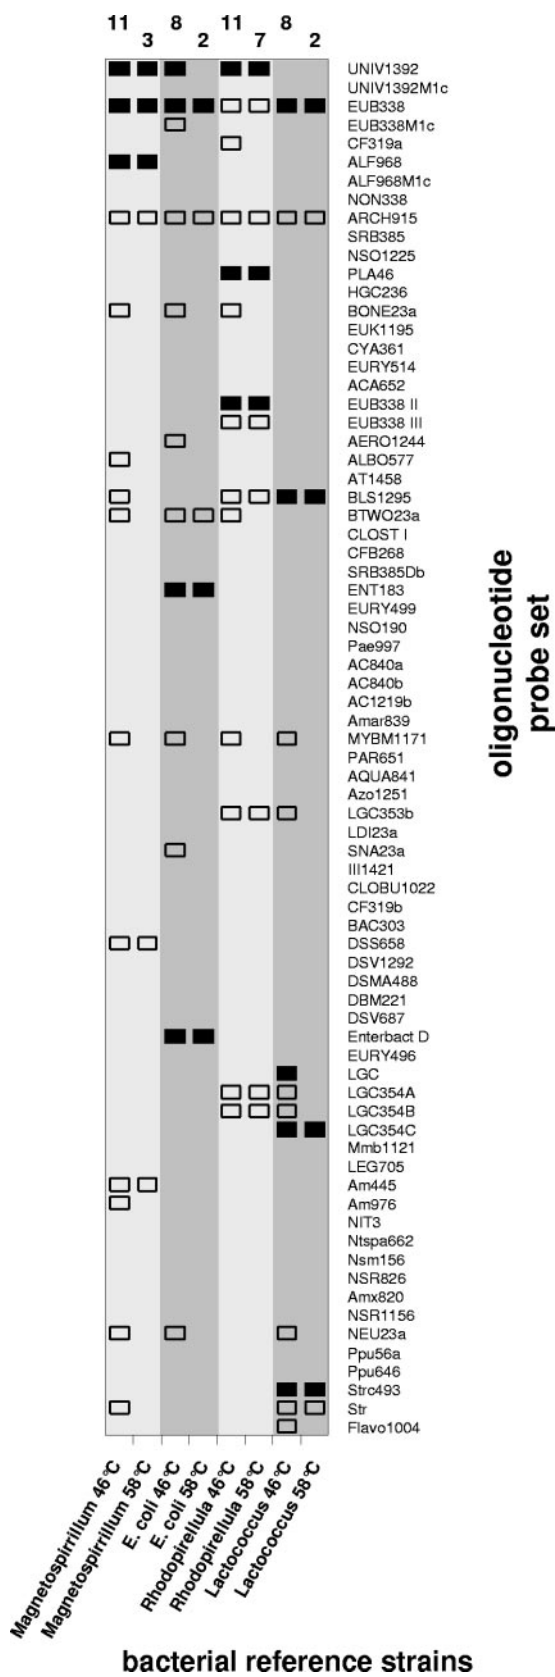 11 8 11 8
3 2 7 2
UNIV1392
UNIV1392M1c
EUB338
EUB338M1c
CF319a
ALF968
ALF968M1c
NON338
ARCH915
SRB385
NSO1225
PLA46
HGC236
BONE23a
EUK1195
CYA361
EURY514
ACA652
EUB338 II
EUB338 III
AERO1244
ALBO577
AT1458
BLS1295
BTWO23a
CLOST I
CFB268
SRB385Db
ENT183
EURY499
NSO190
Pae997
AC840a
AC840b
AC1219b
Amar839
MYBM1171
PAR651
AQUA841
Azo1251
LGC353b
LDI23a
SNA23a
III1421
CLOBU1022
CF319b
BAC303
DSS658
DSV1292
DSMA488
DBM221
DSV687
Enterbact D
EURY496
LGC
LGC354A
LGC354B
LGC354C
Mmb1121
LEG705
Am445
Am976
NIT3
Ntspa662
Nsm156
NSR826
Amx820
NSR1156
NEU23a
Ppu56a
Ppu646
Strc493
Str
Flavo1004
oligonucleotide
probe set
Magnetospirrillum 46°C
Magnetospirrillum 58°C
E. coli 46°C
E. coli 58°C
Rhodopirellula 46°C
Rhodopirellula 58°C
Lactococcus 46°C
Lactococcus 58°C
bacterial reference strains